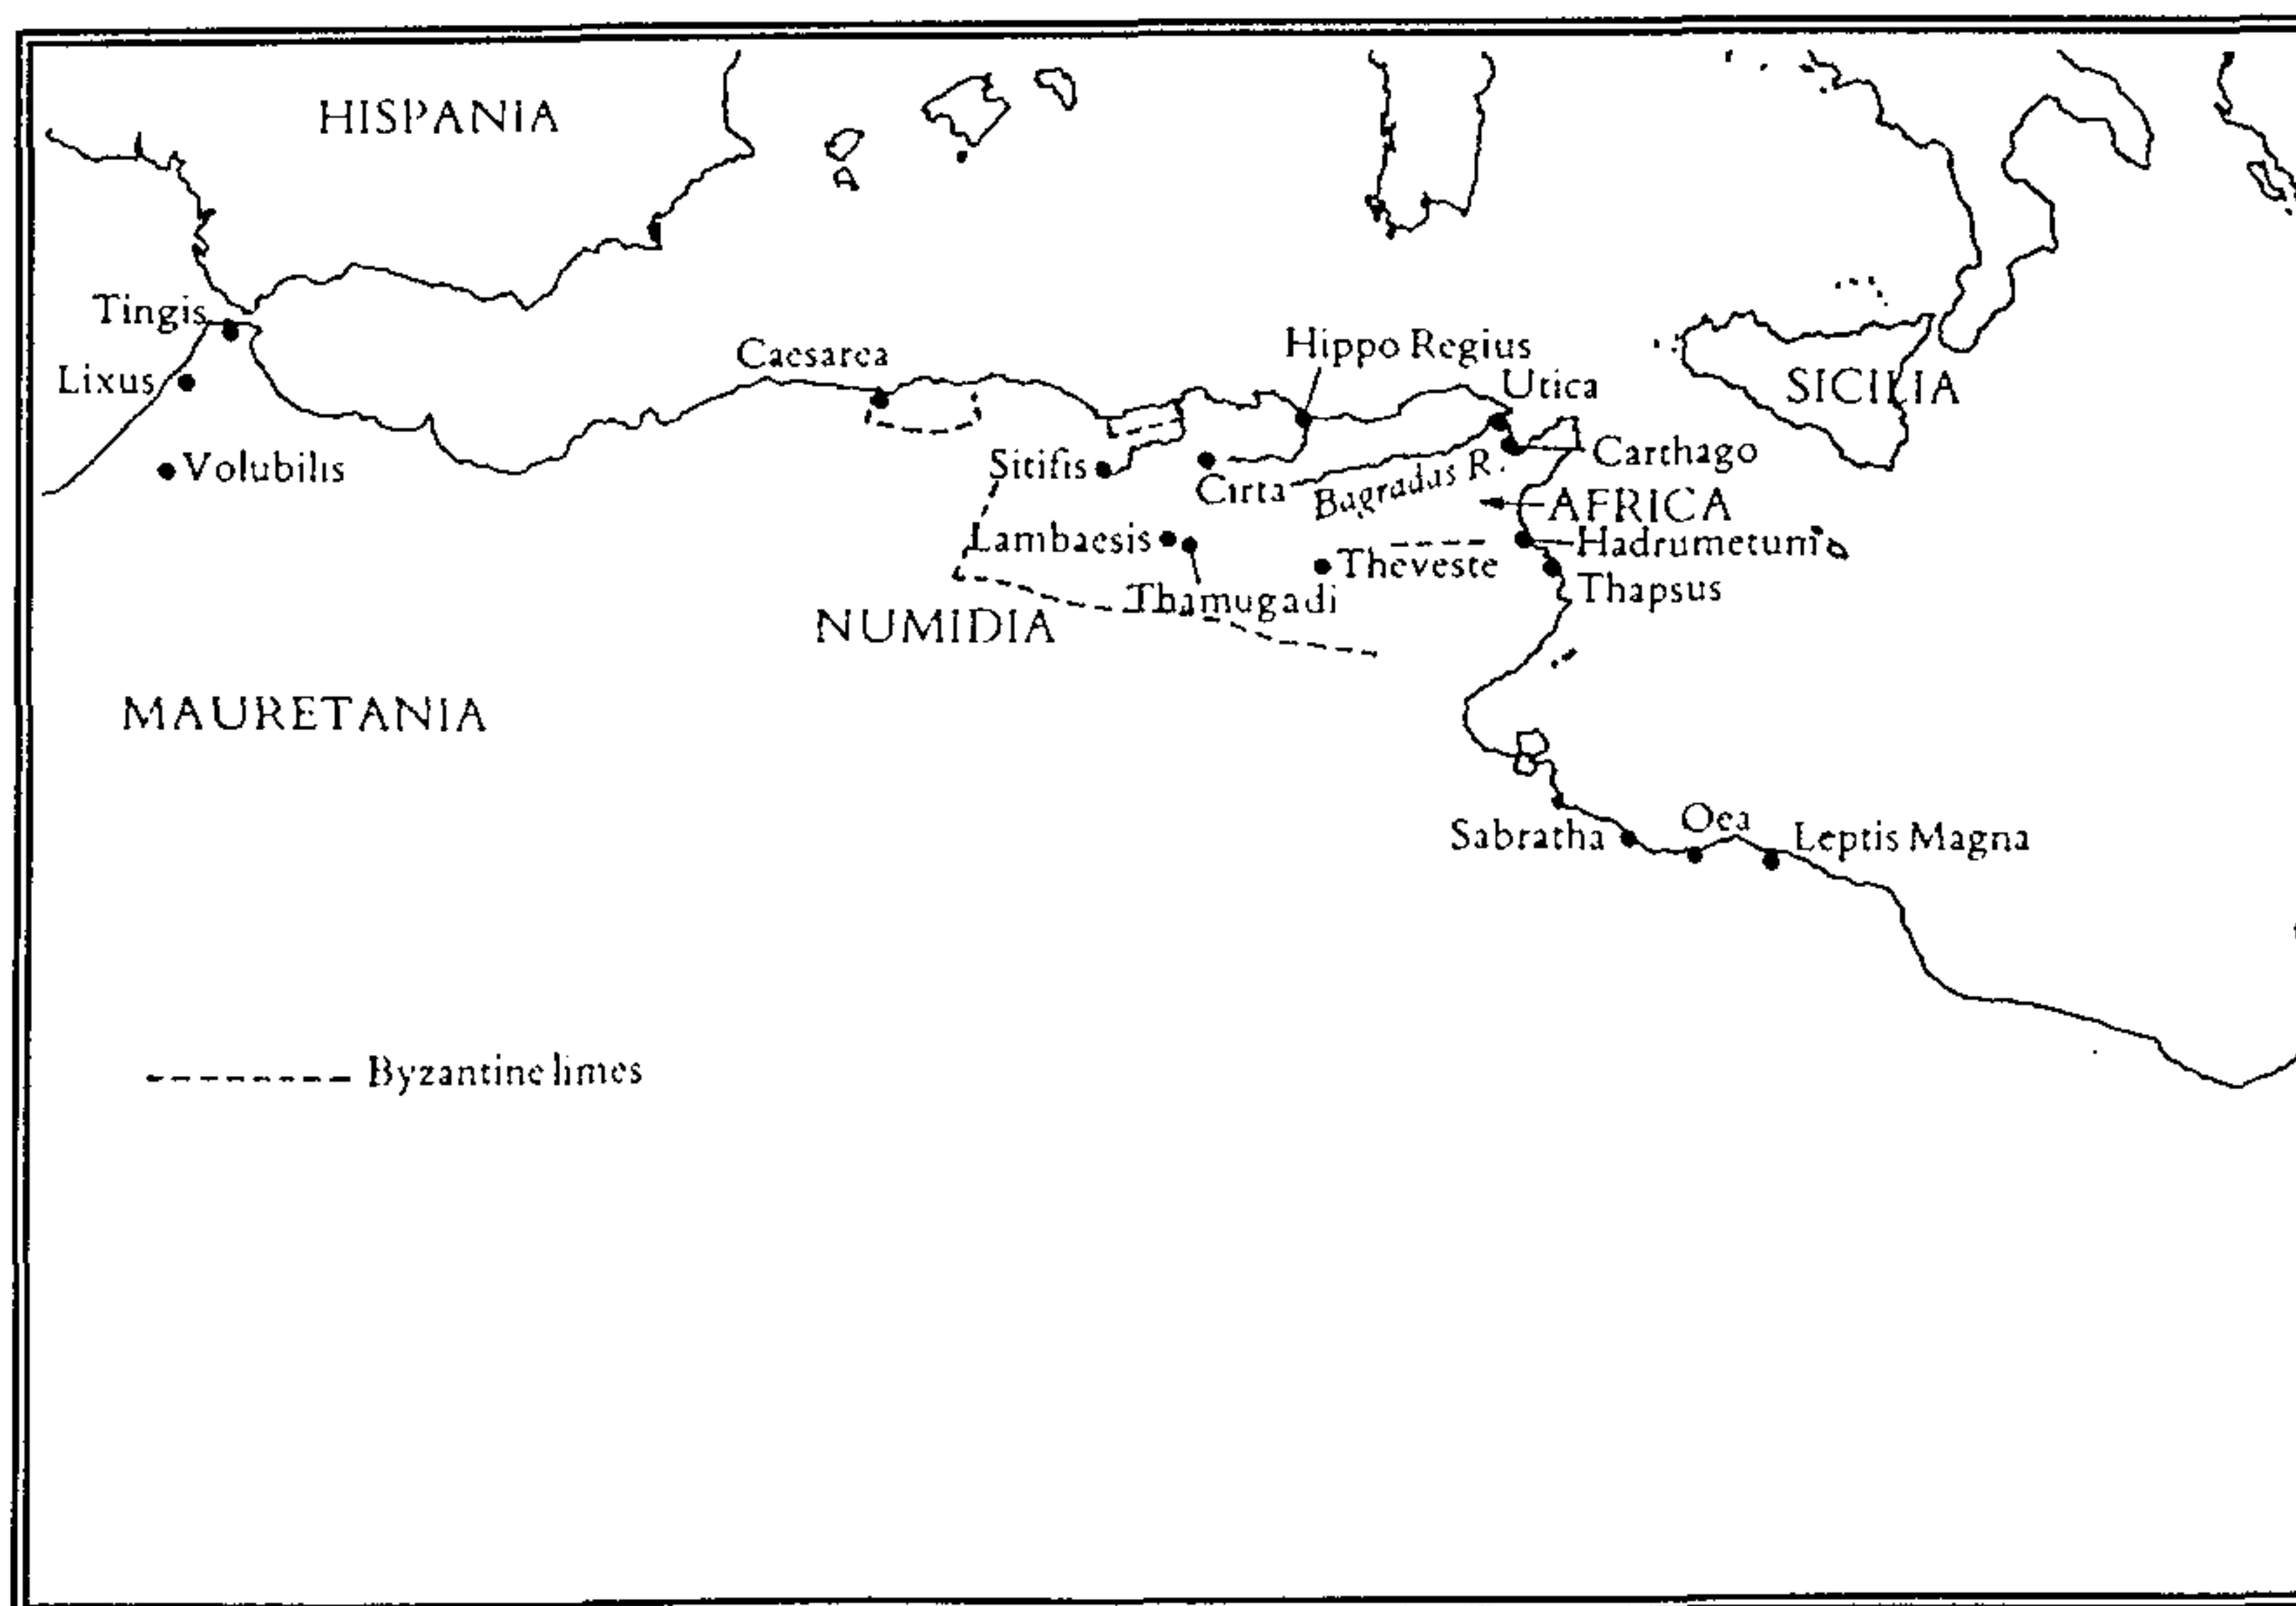 HISPANIA
Tingis
Caesarea
Hippo Regius
Lixus
Utica
SICILIA
Volubilis
Sitifis
Carthago
Cirta
Bagradas R.
AFRICA
Lambaesis
Hadrumetum
Theveste
Thapsus
Thamugadi
NUMIDIA
MAURETANIA
Sabratha
Oea
Leptis Magna
Byzantine limes